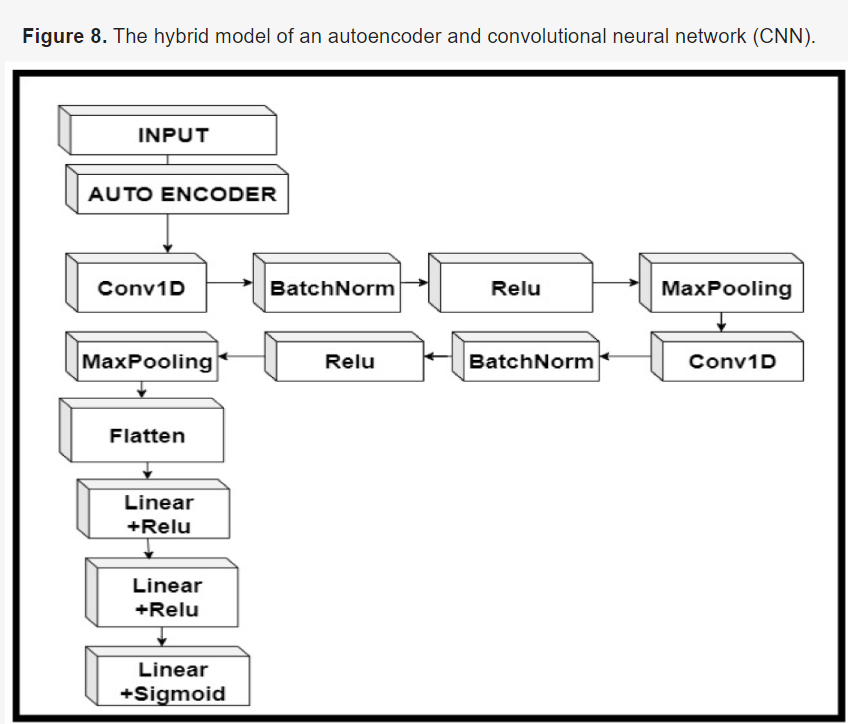 Figure 8. The hybrid model of an autoencoder and convolutional neural network (CNN).
INPUT
AUTO ENCODER
Conv1D
BatchNorm
Relu
MaxPooling
Conv1D
BatchNorm
Relu
MaxPooling
Flatten
Linear
+Relu
Linear
+Relu
Linear
+Sigmoid